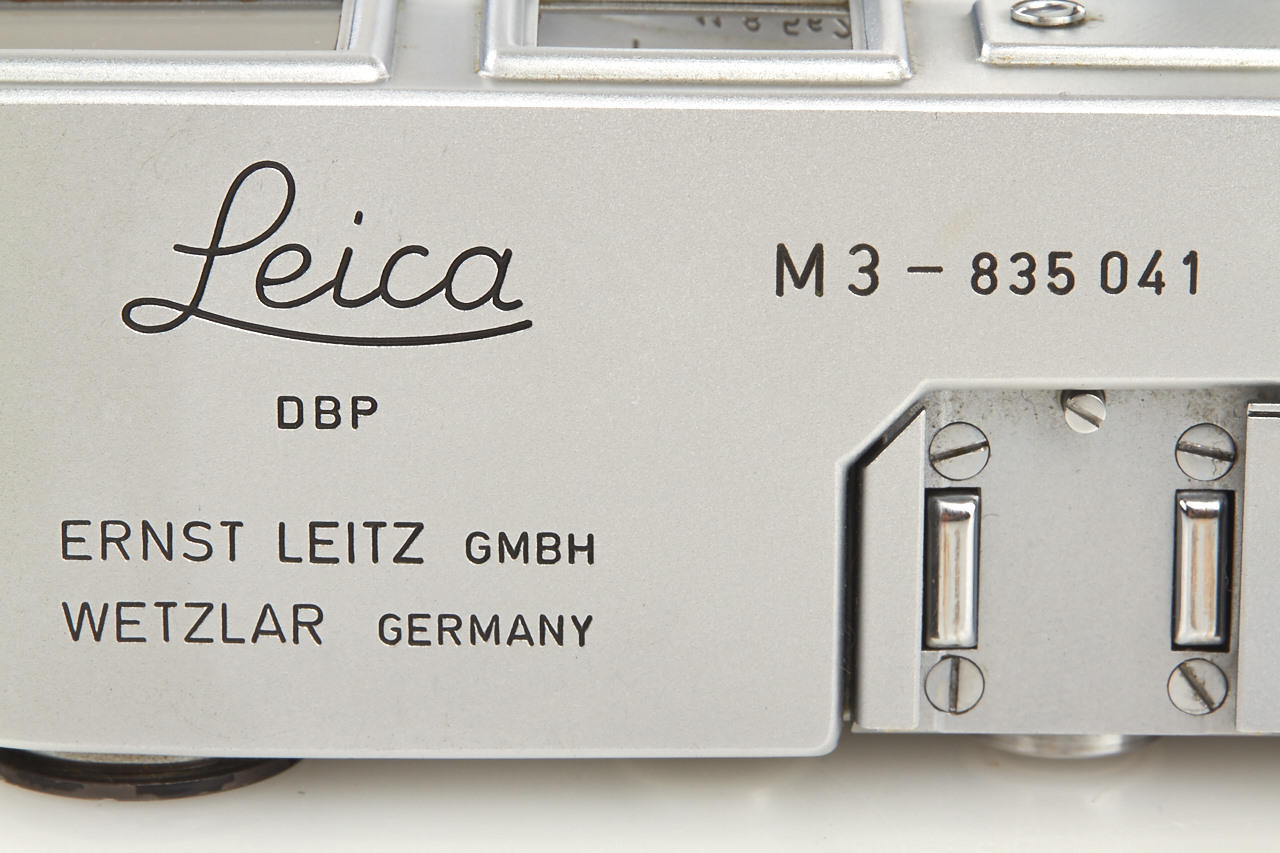 Leica
M3 – 835 041
DBP
ERNST LEITZ GMBH
WETZLAR GERMANY